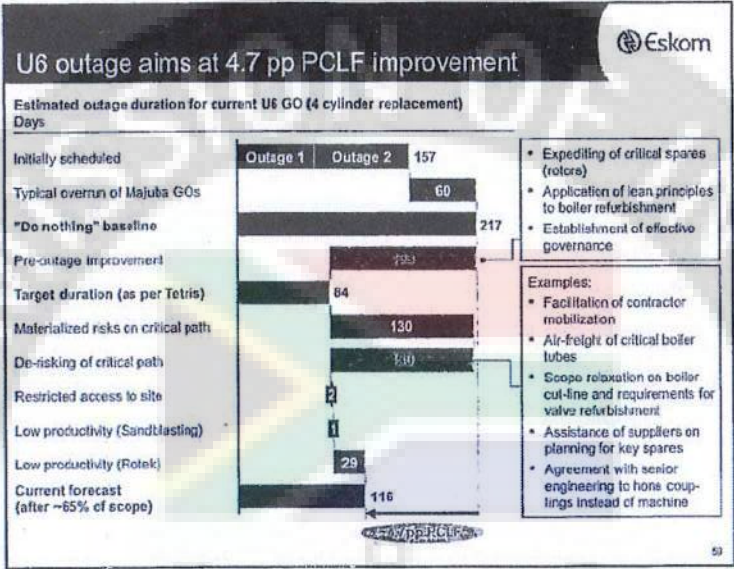 Eskom
U6 outage aims at 4.7 pp PCLF improvement
Estimated outage duration for current U6 GO (4 cylinder replacement)
Days
Initially scheduled
Outage 1 Outage 2 157
Typical overrun of Majuba GOs
60
"Do nothing" baseline
217
Pre-outage improvement
Target duration (as per Tetris)
84
Materialized risks on critical path
130
De-risking of critical path
130
Restricted access to site
2
Low productivity (Sandblasting)
1
Low productivity (Rotek)
29
Current forecast
(after ~65% of scope)
116
pp PCLF
• Expediting of critical spares
(rotors)
• Application of lean principles
to boiler refurbishment
• Establishment of effective
governance
Examples:
• Facilitation of contractor
mobilization
• Air-freight of critical boiler
tubes
• Scope relaxation on boiler
cut-line and requirements for
valve refurbishment
• Assistance of suppliers on
planning for key spares
• Agreement with senior
engineering to hone coup-
lings instead of machine